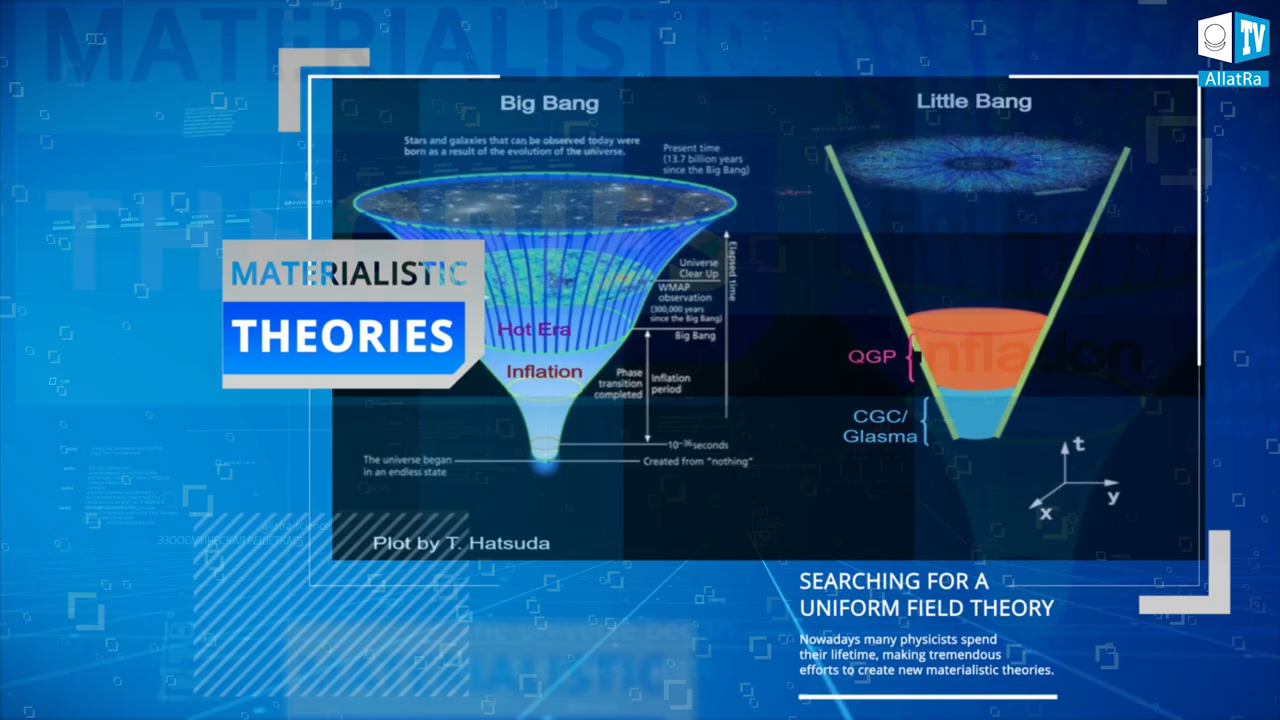 MATERIALISTIC
TV
AllatRa
Big Bang
Little Bang
Stars and galaxies that can be observed today were
born as a result of the evolution of the universe.
Present time
(13.7 billion years
since the Big Bang)
Elapsed time
Universe
Clear Up
WMAP
observation
(300,000 years
since the Big Bang)
Big Bang
MATERIALISTIC
THEORIES
Hot Era
Inflation
Phase
transition
completed
Inflation
period
10⁻³⁶seconds
Created from "nothing"
The universe began
in an endless state
QGP
Inflation
CGC/
Glasma
t
y
x
Plot by T. Hatsuda
allatra-science
SEARCHING FOR A
UNIFORM FIELD THEORY
Nowadays many physicists spend
their lifetime, making tremendous
efforts to create new materialistic theories.